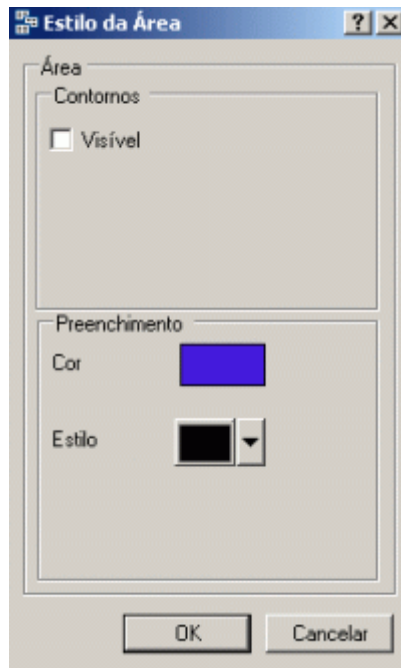 Estilo da Área
Área
Contornos
Visível
Preenchimento
Cor
Estilo
OK
Cancelar